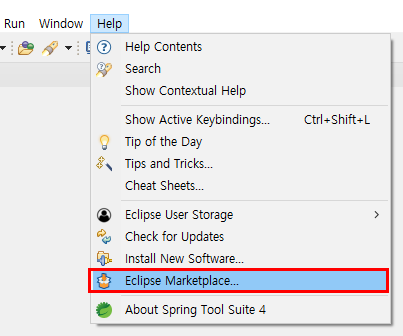 Run Window Help
Help Contents
Search
Show Contextual Help
Show Active Keybindings... Ctrl+Shift+L
Tip of the Day
Tips and Tricks...
Cheat Sheets...
Eclipse User Storage
Check for Updates
Install New Software...
Eclipse Marketplace...
About Spring Tool Suite 4